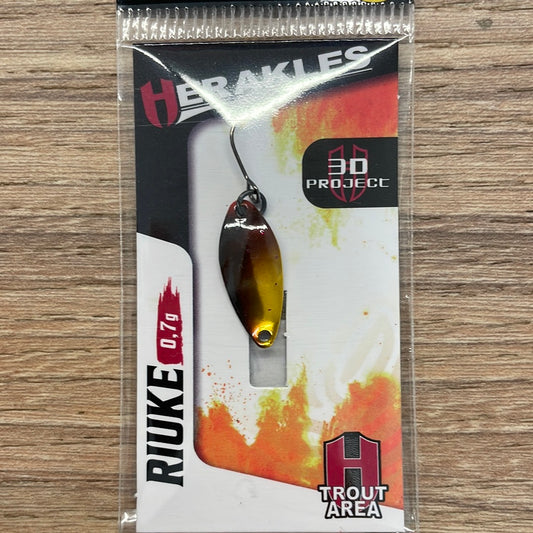 HERAKLES
3D
PROJECT
RIUKE 0,7g
H
TROUT
AREA